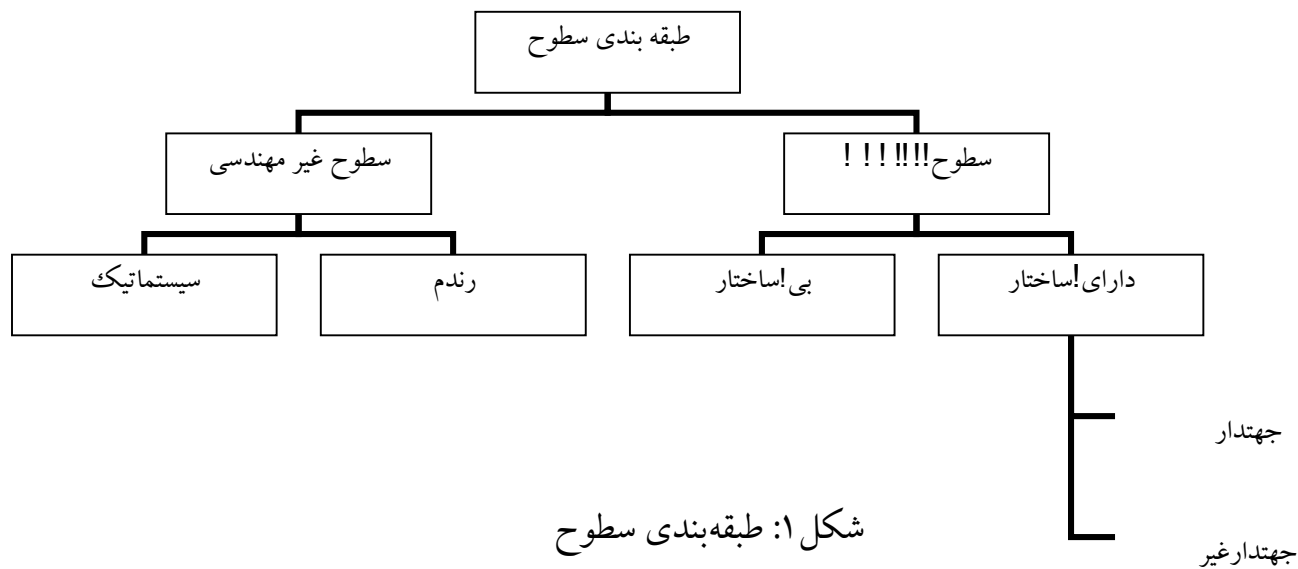 طبقه بندی سطوح
سطوح!!!!!! ! !
سطوح غیر مهندسی
دارای!ساختار
بی!ساختار
رندم
سیستماتیک
جهتدار
جهتدارغیر
شکل۱: طبقه‌بندی سطوح